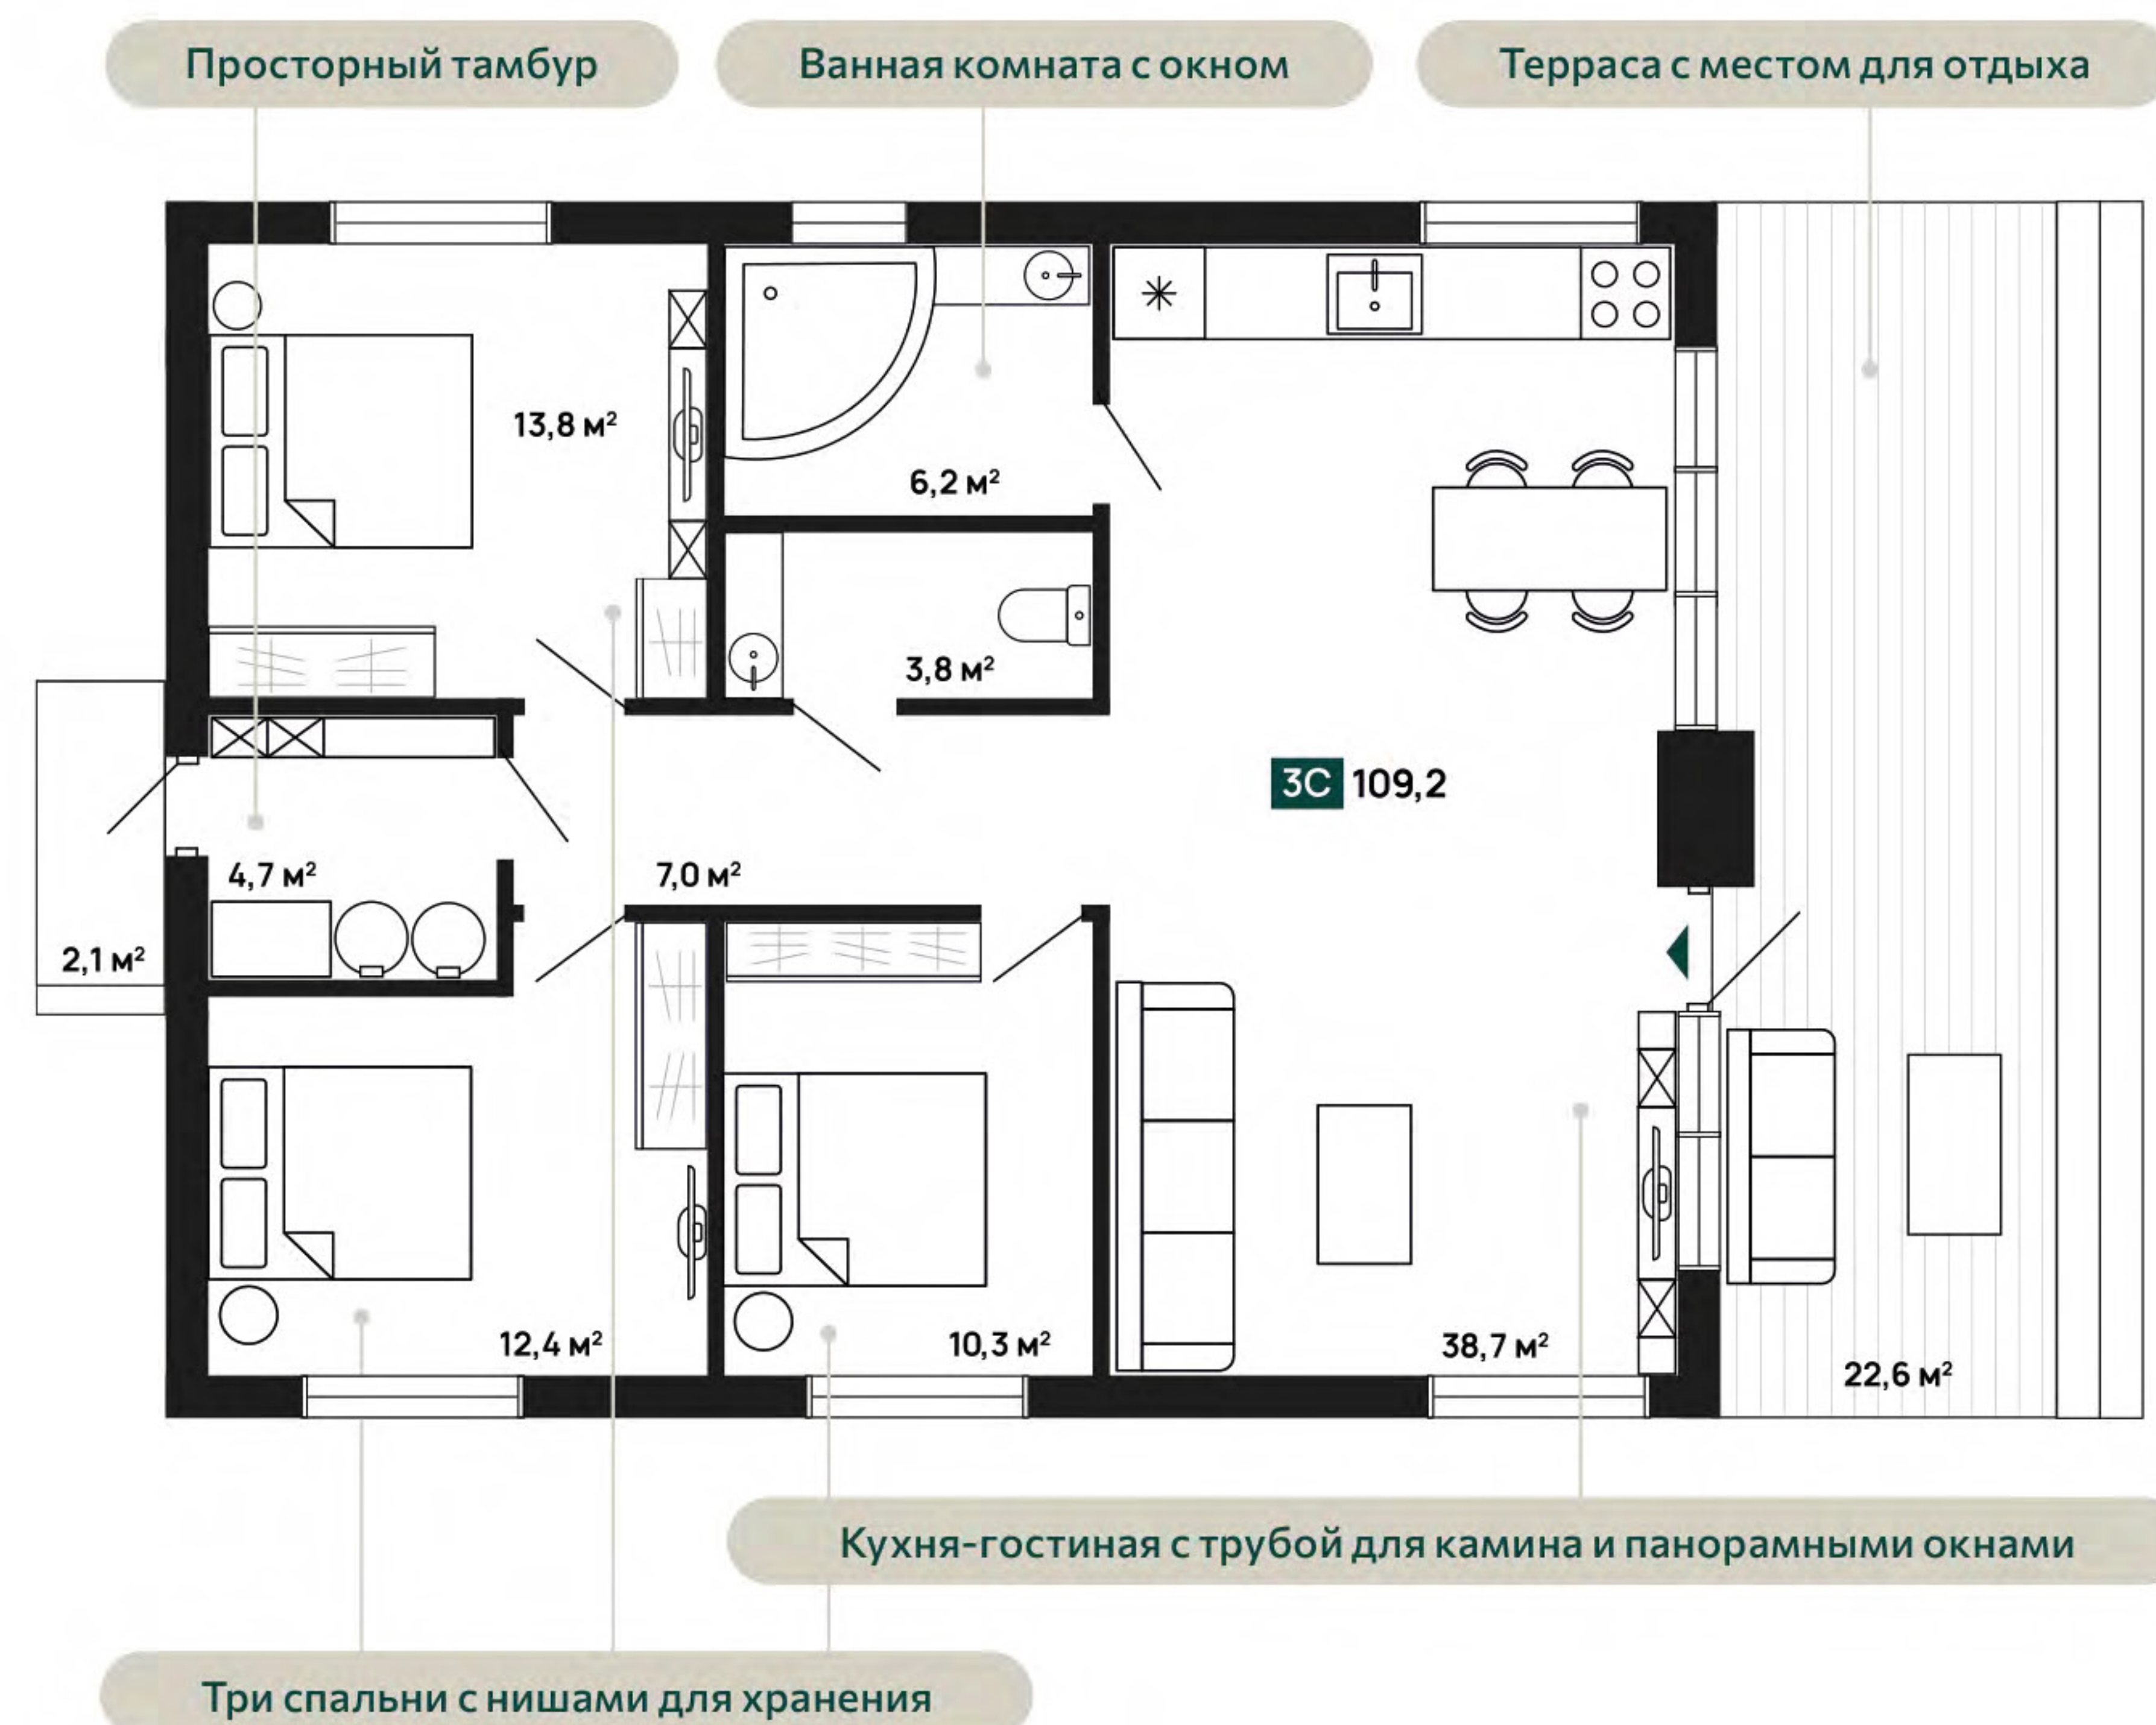 Просторный тамбур
Ванная комната с окном
Терраса с местом для отдыха
13,8 м²
6,2 м²
3,8 м²
3С 109,2
4,7 м²
7,0 м²
2,1 м²
12,4 м²
10,3 м²
38,7 м²
22,6 м²
Кухня-гостиная с трубой для камина и панорамными окнами
Три спальни с нишами для хранения